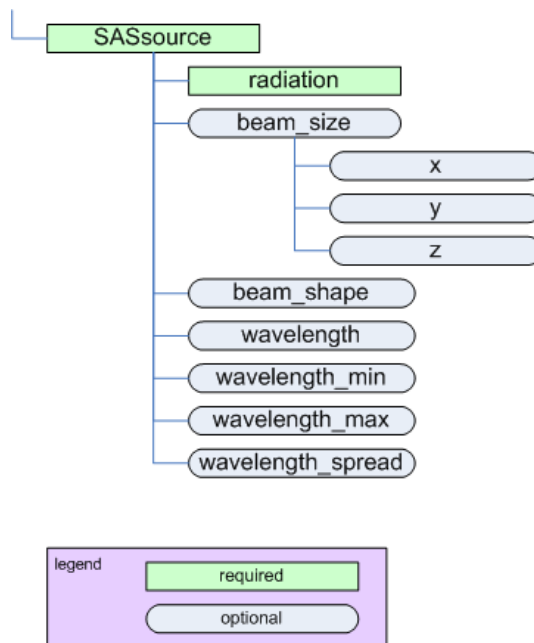 SASsource
radiation
beam_size
x
y
z
beam_shape
wavelength
wavelength_min
wavelength_max
wavelength_spread
legend
required
optional